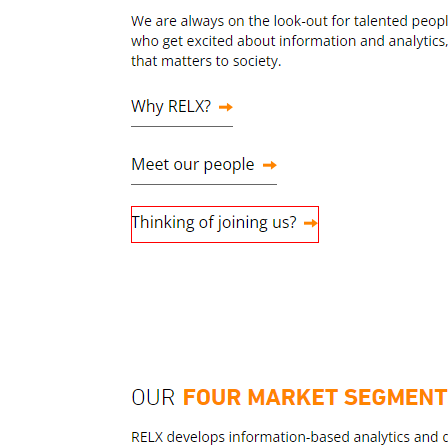 We are always on the look-out for talented peopl
who get excited about information and analytics,
that matters to society.
Why RELX?
Meet our people
Thinking of joining us?
OUR FOUR MARKET SEGMENT
RELX develops information-based analytics and